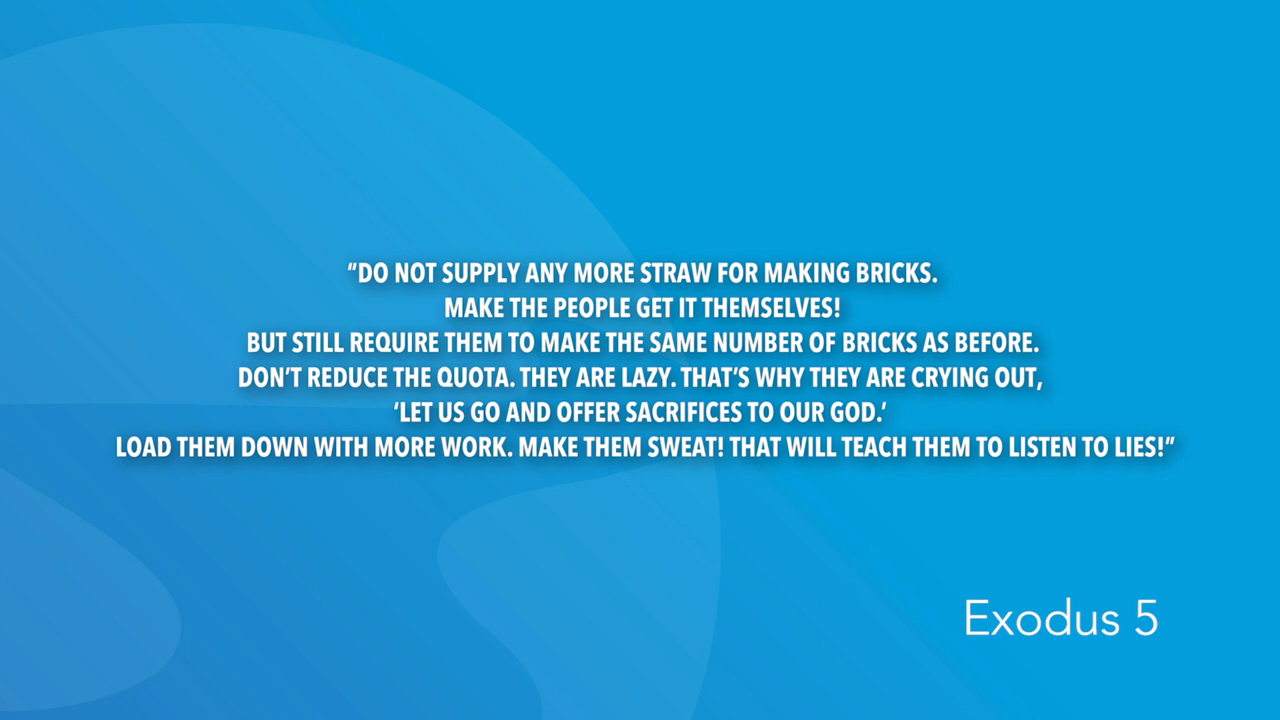 “DO NOT SUPPLY ANY MORE STRAW FOR MAKING BRICKS.
MAKE THE PEOPLE GET IT THEMSELVES!
BUT STILL REQUIRE THEM TO MAKE THE SAME NUMBER OF BRICKS AS BEFORE.
DON’T REDUCE THE QUOTA. THEY ARE LAZY. THAT’S WHY THEY ARE CRYING OUT,
‘LET US GO AND OFFER SACRIFICES TO OUR GOD.’
LOAD THEM DOWN WITH MORE WORK. MAKE THEM SWEAT! THAT WILL TEACH THEM TO LISTEN TO LIES!”
Exodus 5